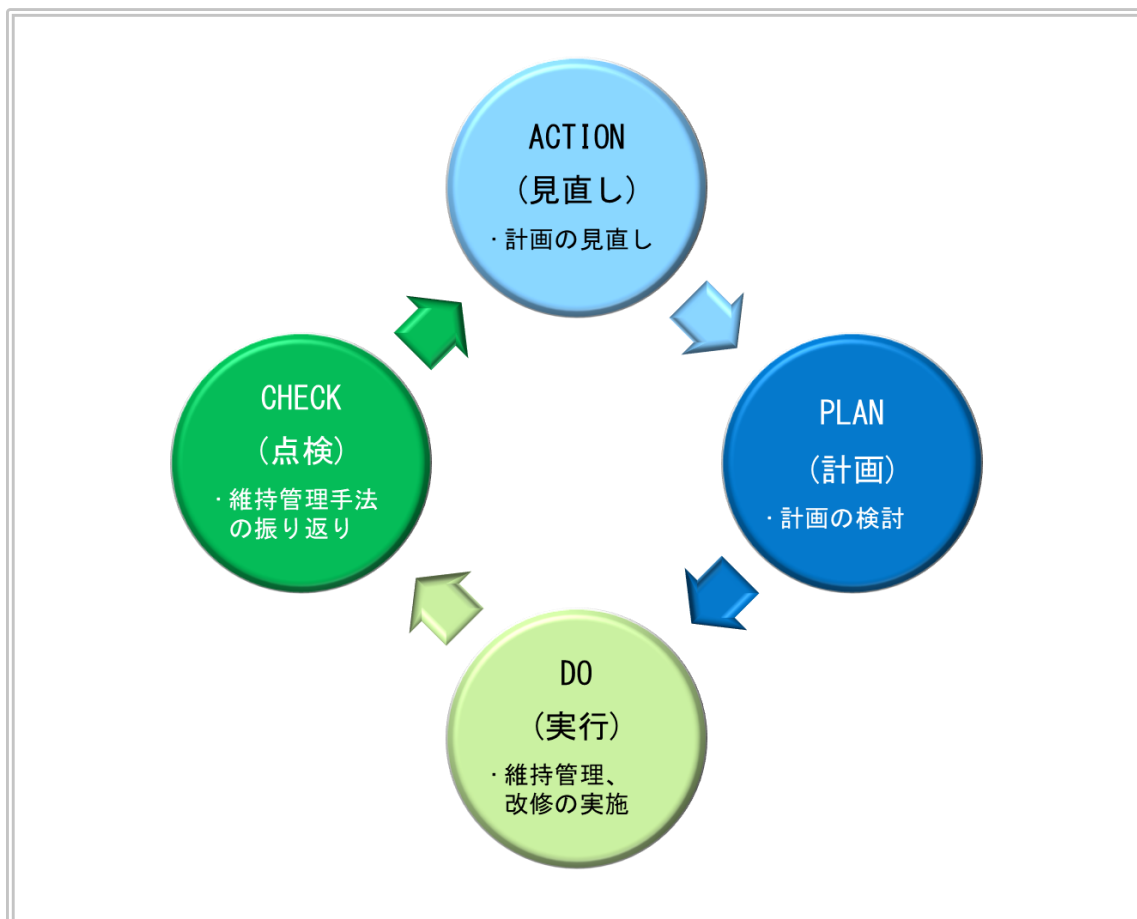 ACTION
(見直し)
・計画の見直し
CHECK
(点検)
・維持管理手法
の振り返り
PLAN
(計画)
・計画の検討
DO
(実行)
・維持管理、
改修の実施